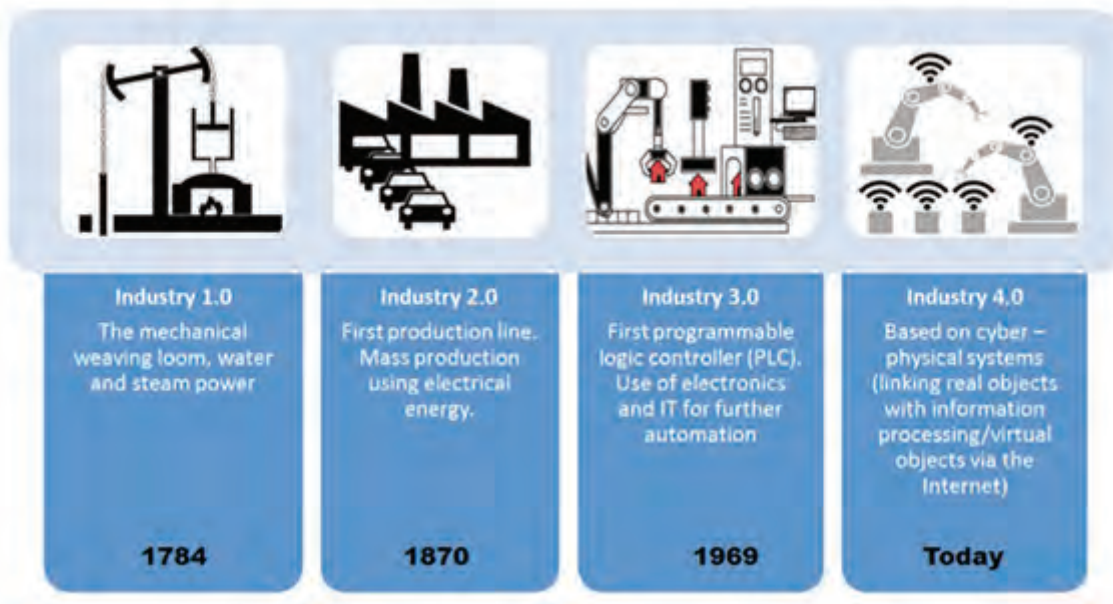 Industry 1.0
The mechanical
weaving loom, water
and steam power
1784
Industry 2.0
First production line.
Mass production
using electrical
energy.
1870
Industry 3.0
First programmable
logic controller (PLC).
Use of electronics
and IT for further
automation
1969
Industry 4.0
Based on cyber –
physical systems
(linking real objects
with information
processing/virtual
objects via the
Internet)
Today